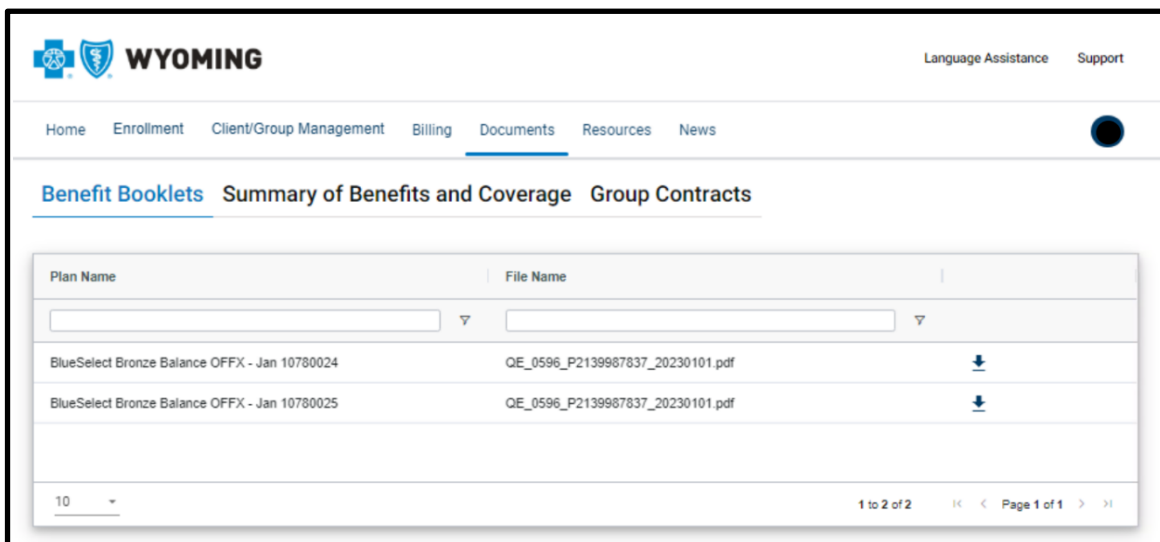 WYOMING
Language Assistance Support
Home Enrollment Client/Group Management Billing Documents Resources News
Benefit Booklets Summary of Benefits and Coverage Group Contracts
Plan Name File Name
BlueSelect Bronze Balance OFFX - Jan 10780024 QE_0596_P2139987837_20230101.pdf
BlueSelect Bronze Balance OFFX - Jan 10780025 QE_0596_P2139987837_20230101.pdf
10 1 to 2 of 2 Page 1 of 1